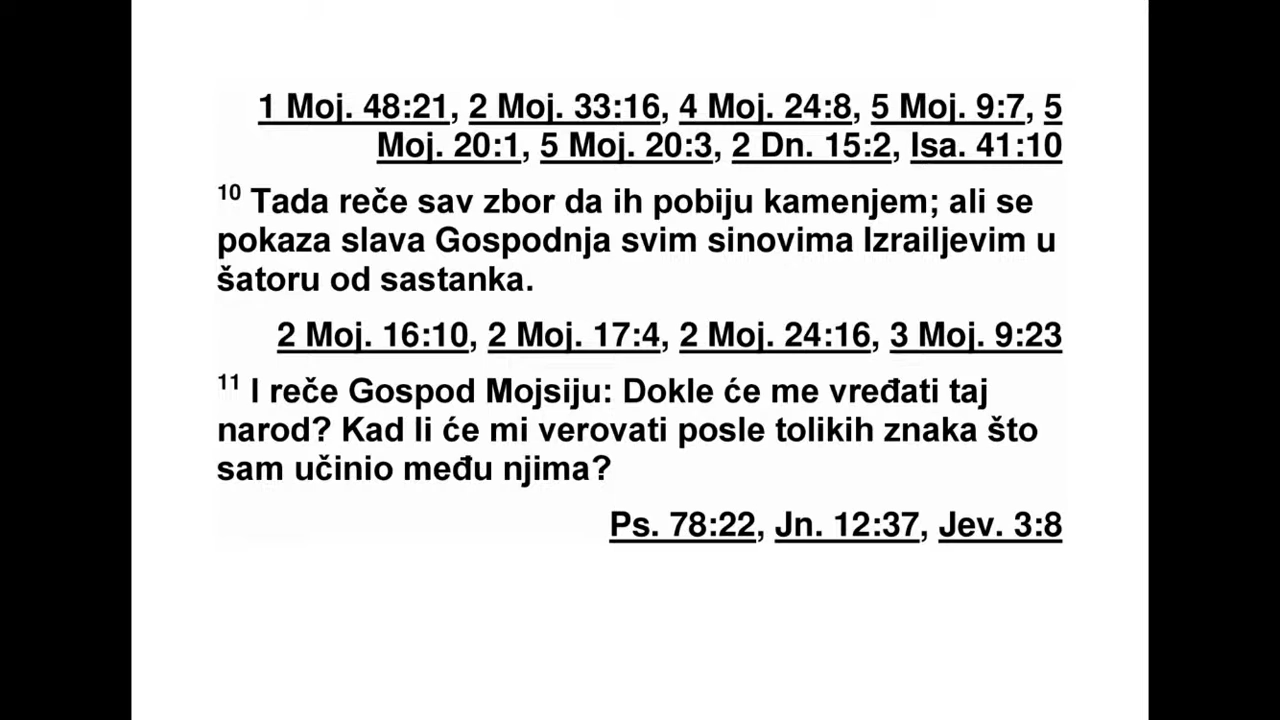 1 Moj. 48:21, 2 Moj. 33:16, 4 Moj. 24:8, 5 Moj. 9:7, 5
Moj. 20:1, 5 Moj. 20:3, 2 Dn. 15:2, Isa. 41:10
10 Tada reče sav zbor da ih pobiju kamenjem; ali se
pokaza slava Gospodnja svim sinovima Izrailjevim u
šatoru od sastanka.
2 Moj. 16:10, 2 Moj. 17:4, 2 Moj. 24:16, 3 Moj. 9:23
11 I reče Gospod Mojsiju: Dokle će me vređati taj
narod? Kad li će mi verovati posle tolikih znaka što
sam učinio među njima?
Ps. 78:22, Jn. 12:37, Jev. 3:8